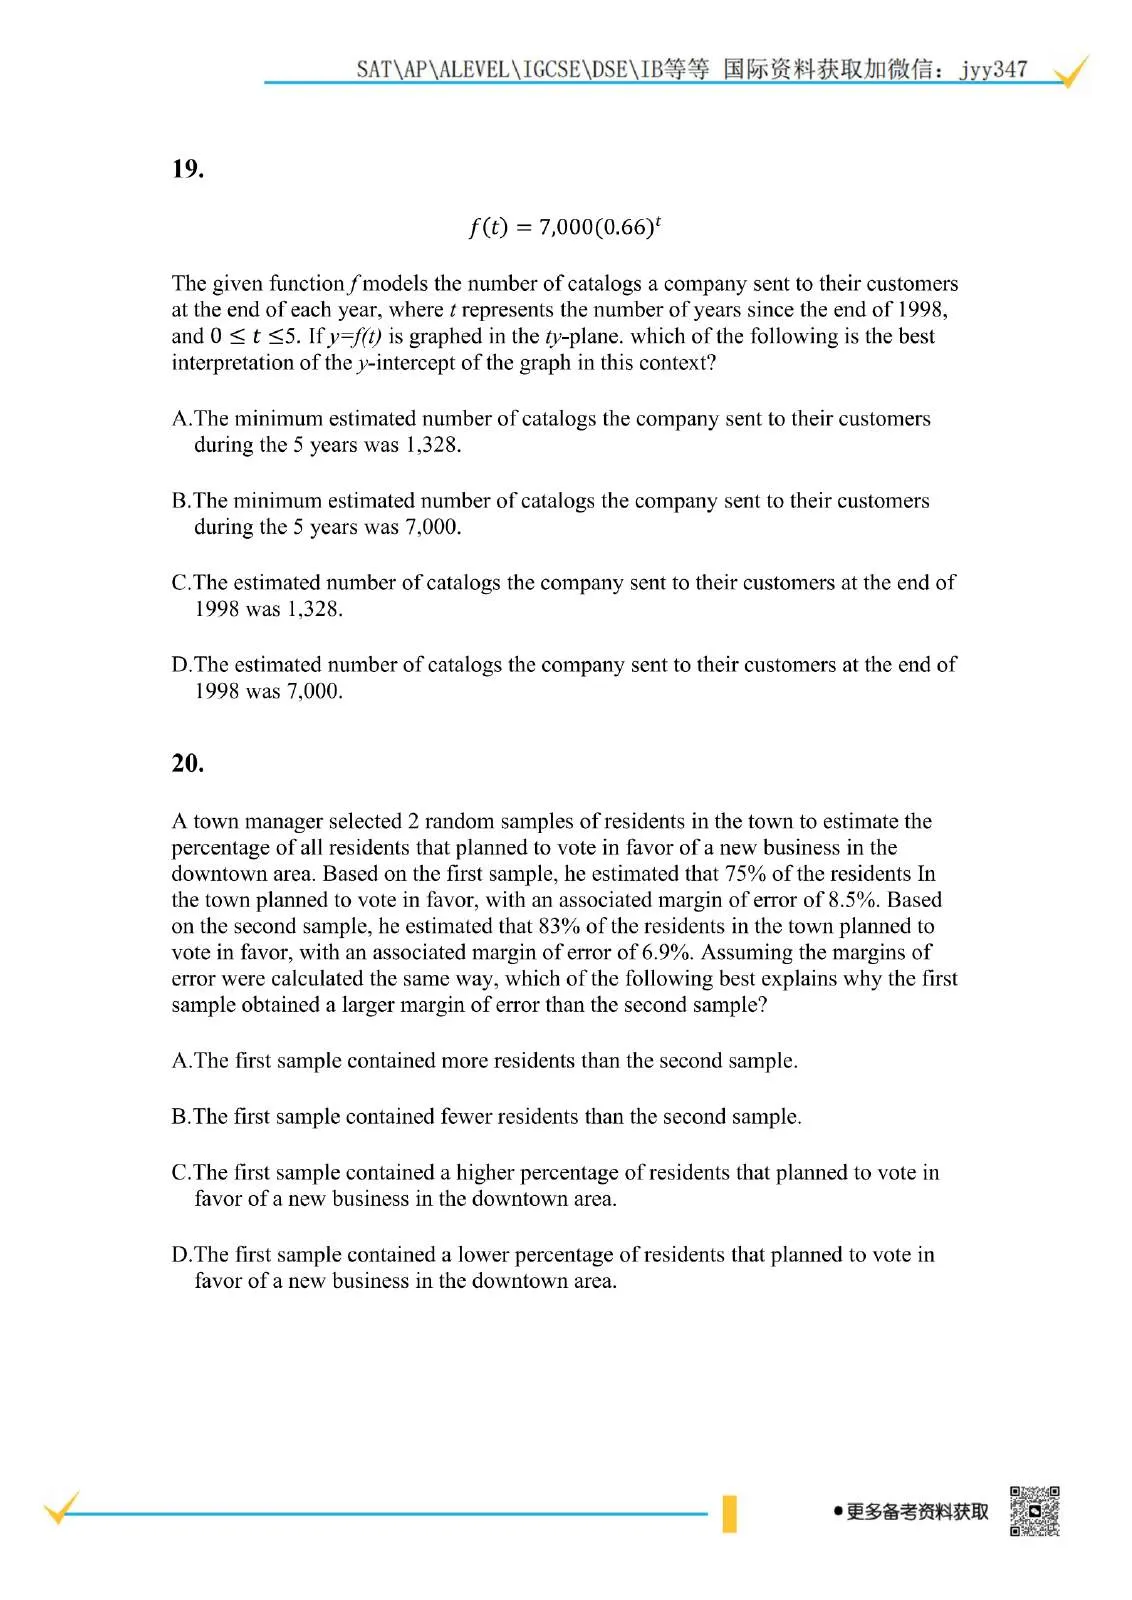 SAT\AP\ALEVEL\IGCSE\DSE\IB等等 国际资料获取加微信: jyy347
19.
f(t) = 7,000(0.66)^t
The given function f models the number of catalogs a company sent to their customers
at the end of each year, where t represents the number of years since the end of 1998,
and 0 ≤ t ≤5. If y=f(t) is graphed in the ty-plane. which of the following is the best
interpretation of the y-intercept of the graph in this context?
A.The minimum estimated number of catalogs the company sent to their customers
during the 5 years was 1,328.
B.The minimum estimated number of catalogs the company sent to their customers
during the 5 years was 7,000.
C.The estimated number of catalogs the company sent to their customers at the end of
1998 was 1,328.
D.The estimated number of catalogs the company sent to their customers at the end of
1998 was 7,000.
20.
A town manager selected 2 random samples of residents in the town to estimate the
percentage of all residents that planned to vote in favor of a new business in the
downtown area. Based on the first sample, he estimated that 75% of the residents In
the town planned to vote in favor, with an associated margin of error of 8.5%. Based
on the second sample, he estimated that 83% of the residents in the town planned to
vote in favor, with an associated margin of error of 6.9%. Assuming the margins of
error were calculated the same way, which of the following best explains why the first
sample obtained a larger margin of error than the second sample?
A.The first sample contained more residents than the second sample.
B.The first sample contained fewer residents than the second sample.
C.The first sample contained a higher percentage of residents that planned to vote in
favor of a new business in the downtown area.
D.The first sample contained a lower percentage of residents that planned to vote in
favor of a new business in the downtown area.
•更多备考资料获取